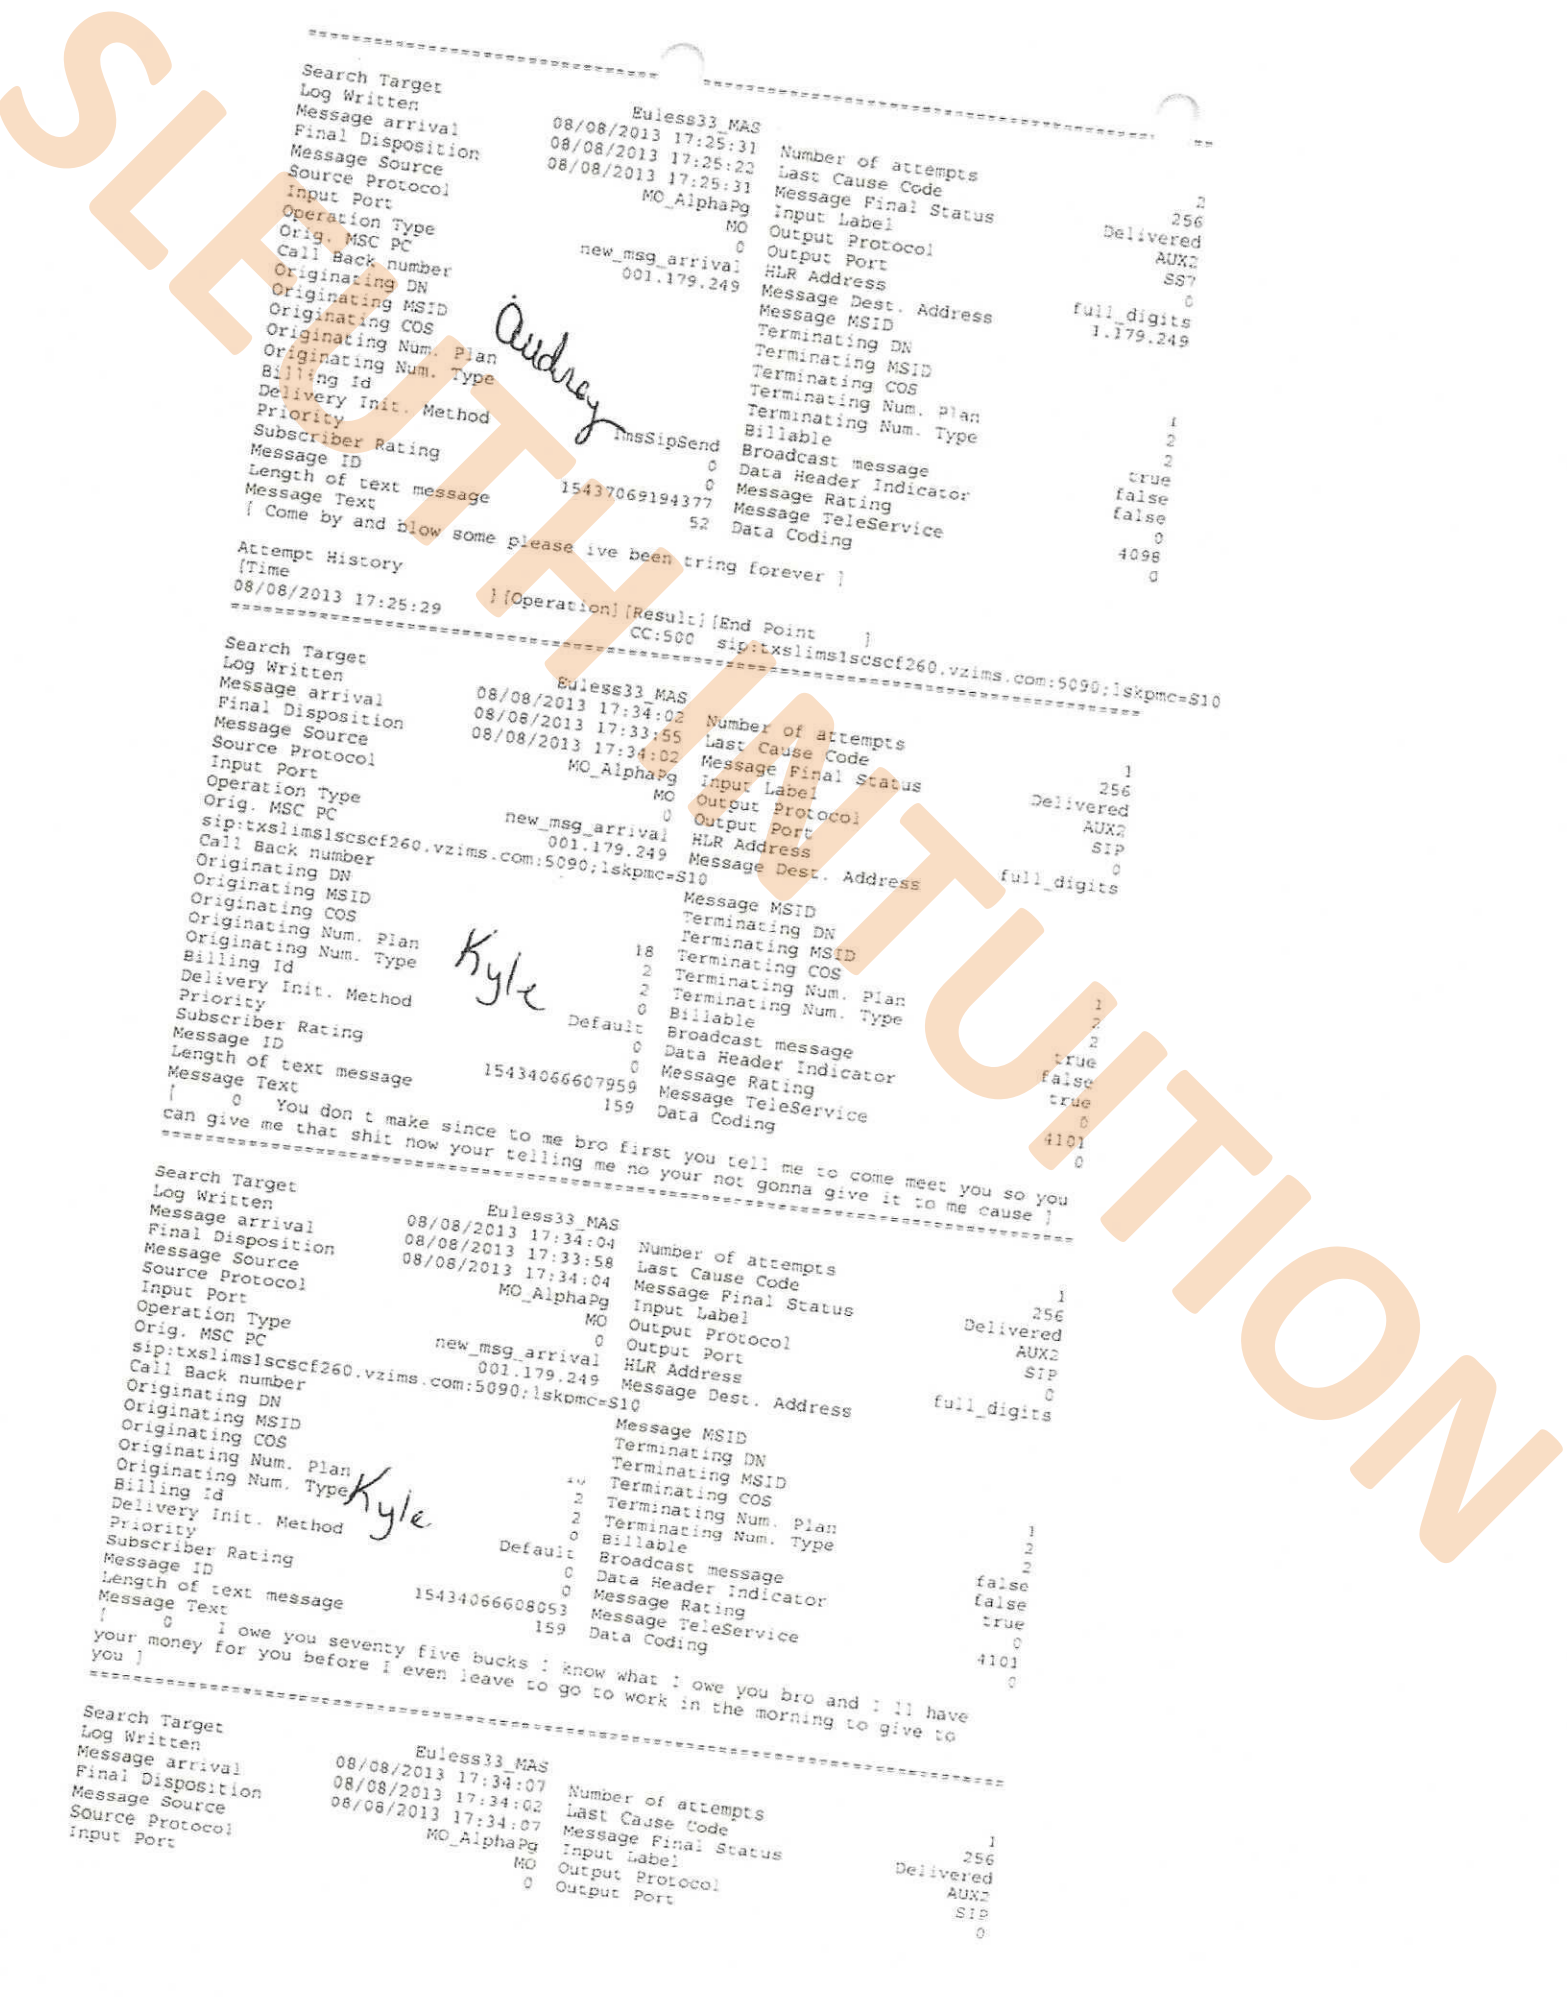 ================================================================================
Search Target Euless33_MAS
Log Written 08/08/2013 17:25:31 Number of attempts 2
Message arrival 08/08/2013 17:25:22 Last Cause Code 256
Final Disposition 08/08/2013 17:25:31 Message Final Status Delivered
Message Source MO_AlphaPg Input Label AUX2
Source Protocol MO Output Protocol SS7
Input Port 0 Output Port 0
Operation Type new_msg_arrival HLR Address full_digits
Orig. MSC PC 001.179.249 Message Dest. Address 1.179.249
Call Back number Message MSID
Originating DN Terminating DN
Originating MSID Terminating MSID
Originating COS Terminating COS 1
Originating Num. Plan Terminating Num. Plan 2
Originating Num. Type Terminating Num. Type 2
Billing Id Billable true
Audrey
Delivery Init. Method ImsSipSend Broadcast message false
Priority 0 Data Header Indicator false
Subscriber Rating 0 Message Rating 0
Message ID 15437069194377 Message TeleService 4098
Length of text message 52 Data Coding 0
Message Text
[ Come by and blow some please ive been tring forever ]
Attempt History
[Time ][Operation][Result][End Point ]
08/08/2013 17:25:29 CC:500 sip:txslims1scscf260.vzims.com:5090;lskpmc=S10
================================================================================
Search Target Euless33_MAS
Log Written 08/08/2013 17:34:02 Number of attempts 1
Message arrival 08/08/2013 17:33:55 Last Cause Code 256
Final Disposition 08/08/2013 17:34:02 Message Final Status Delivered
Message Source MO_AlphaPg Input Label AUX2
Source Protocol MO Output Protocol SIP
Input Port 0 Output Port 0
Operation Type new_msg_arrival HLR Address full_digits
Orig. MSC PC 001.179.249 Message Dest. Address
sip:txslims1scscf260.vzims.com:5090;lskpmc=S10
Call Back number Message MSID
Originating DN Terminating DN
Originating MSID Terminating MSID
Originating COS 18 Terminating COS 1
Originating Num. Plan 2 Terminating Num. Plan 2
Originating Num. Type 2 Terminating Num. Type 2
Kyle
Billing Id 0 Billable true
Delivery Init. Method Default Broadcast message false
Priority 0 Data Header Indicator true
Subscriber Rating 0 Message Rating 0
Message ID 15434066607959 Message TeleService 4101
Length of text message 159 Data Coding 0
Message Text
[ 0 You don t make since to me bro first you tell me to come meet you so you
can give me that shit now your telling me no your not gonna give it to me cause ]
================================================================================
Search Target Euless33_MAS
Log Written 08/08/2013 17:34:04 Number of attempts 1
Message arrival 08/08/2013 17:33:58 Last Cause Code 256
Final Disposition 08/08/2013 17:34:04 Message Final Status Delivered
Message Source MO_AlphaPg Input Label AUX2
Source Protocol MO Output Protocol SIP
Input Port 0 Output Port 0
Operation Type new_msg_arrival HLR Address full_digits
Orig. MSC PC 001.179.249 Message Dest. Address
sip:txslims1scscf260.vzims.com:5090;lskpmc=S10
Call Back number Message MSID
Originating DN Terminating DN
Originating MSID Terminating MSID
Originating COS Terminating COS 1
Originating Num. Plan 2 Terminating Num. Plan 2
Originating Num. Type 2 Terminating Num. Type 2
Kyle
Billing Id 0 Billable false
Delivery Init. Method Default Broadcast message false
Priority 0 Data Header Indicator true
Subscriber Rating 0 Message Rating 0
Message ID 15434066608053 Message TeleService 4101
Length of text message 159 Data Coding 0
Message Text
[ 0 I owe you seventy five bucks I know what I owe you bro and I ll have
your money for you before I even leave to go to work in the morning to give to
you ]
================================================================================
Search Target Euless33_MAS
Log Written 08/08/2013 17:34:07 Number of attempts 1
Message arrival 08/08/2013 17:34:02 Last Cause Code 256
Final Disposition 08/08/2013 17:34:07 Message Final Status Delivered
Message Source MO_AlphaPg Input Label AUX2
Source Protocol MO Output Protocol SIP
Input Port 0 Output Port 0
SLEUTH INTUITION